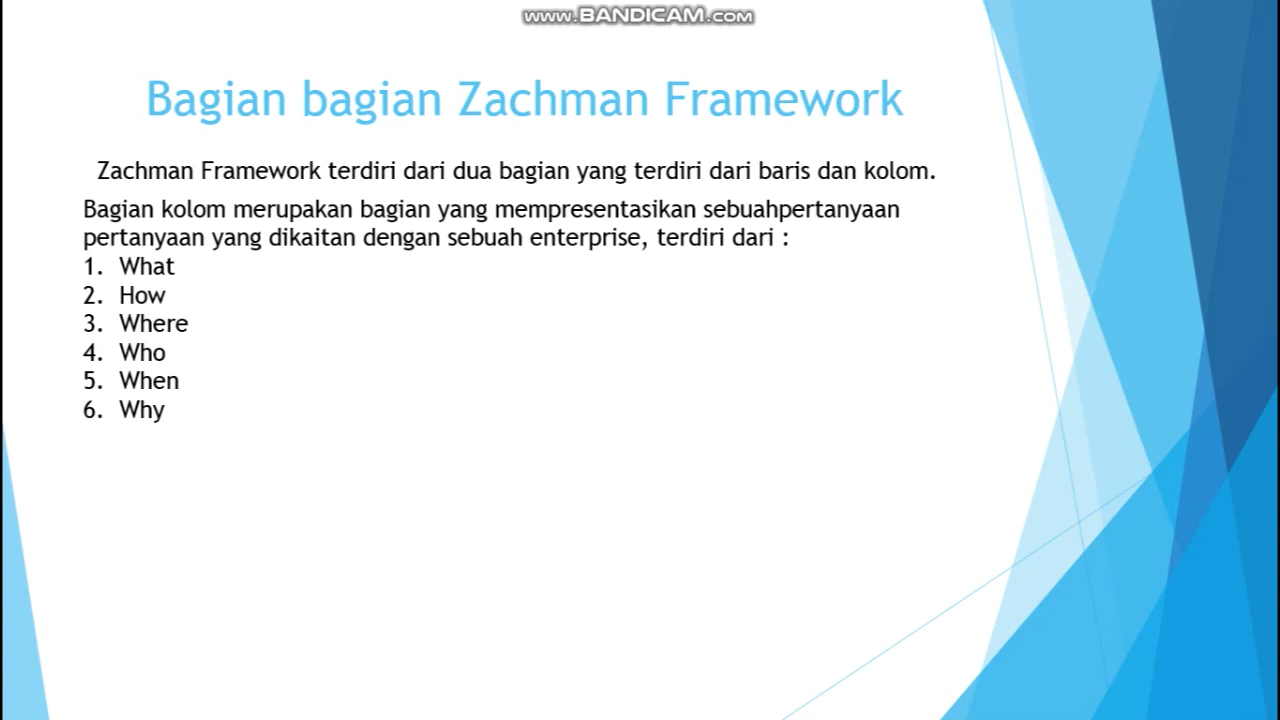 www.BANDICAM.com
Bagian bagian Zachman Framework
Zachman Framework terdiri dari dua bagian yang terdiri dari baris dan kolom.
Bagian kolom merupakan bagian yang mempresentasikan sebuahpertanyaan
pertanyaan yang dikaitan dengan sebuah enterprise, terdiri dari :
1. What
2. How
3. Where
4. Who
5. When
6. Why